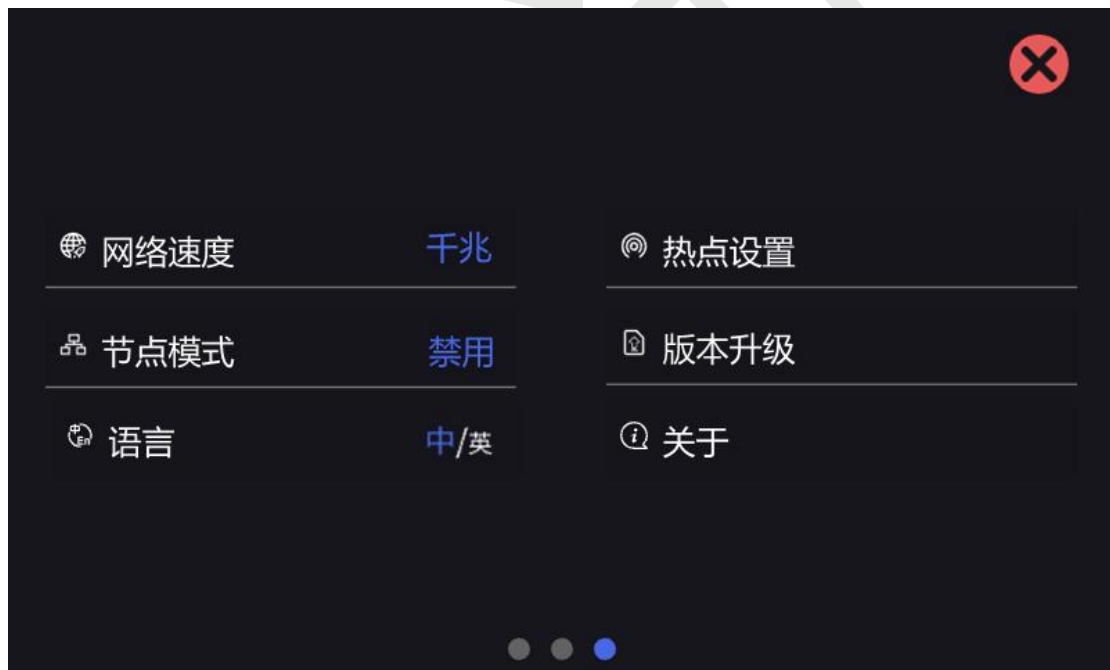 网络速度 千兆
热点设置
节点模式 禁用
版本升级
语言 中/英
关于